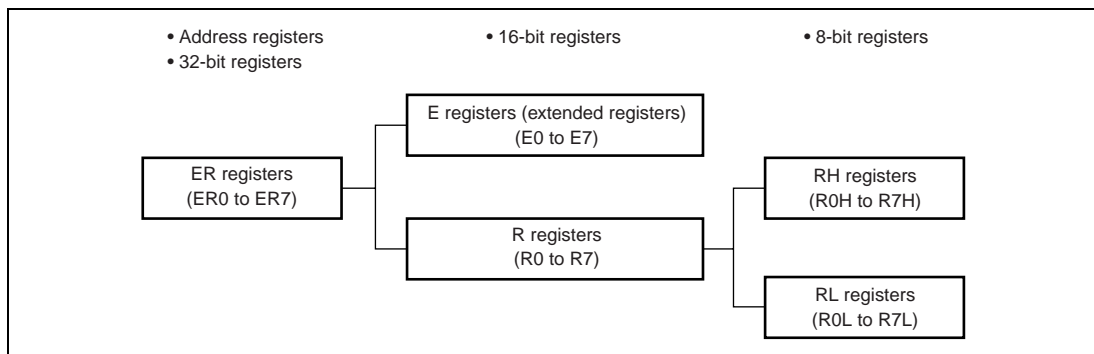 • Address registers
• 32-bit registers
• 16-bit registers
• 8-bit registers
E registers (extended registers)
(E0 to E7)
ER registers
(ER0 to ER7)
RH registers
(R0H to R7H)
R registers
(R0 to R7)
RL registers
(R0L to R7L)